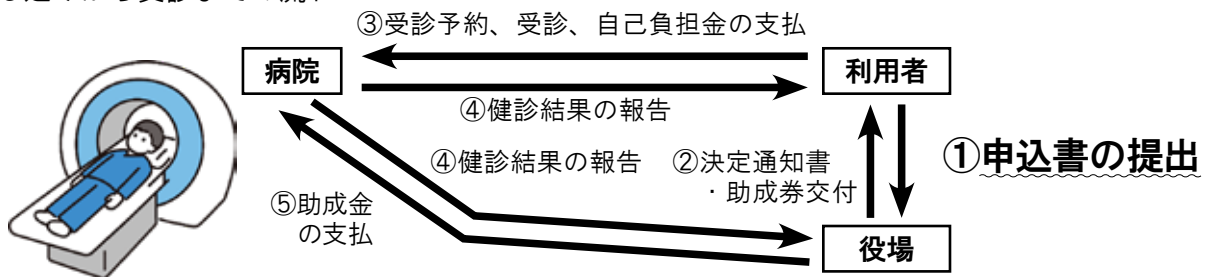 ③受診予約、受診、自己負担金の支払
病院
利用者
④健診結果の報告
④健診結果の報告
②決定通知書
・助成券交付
①申込書の提出
⑤助成金
の支払
役場